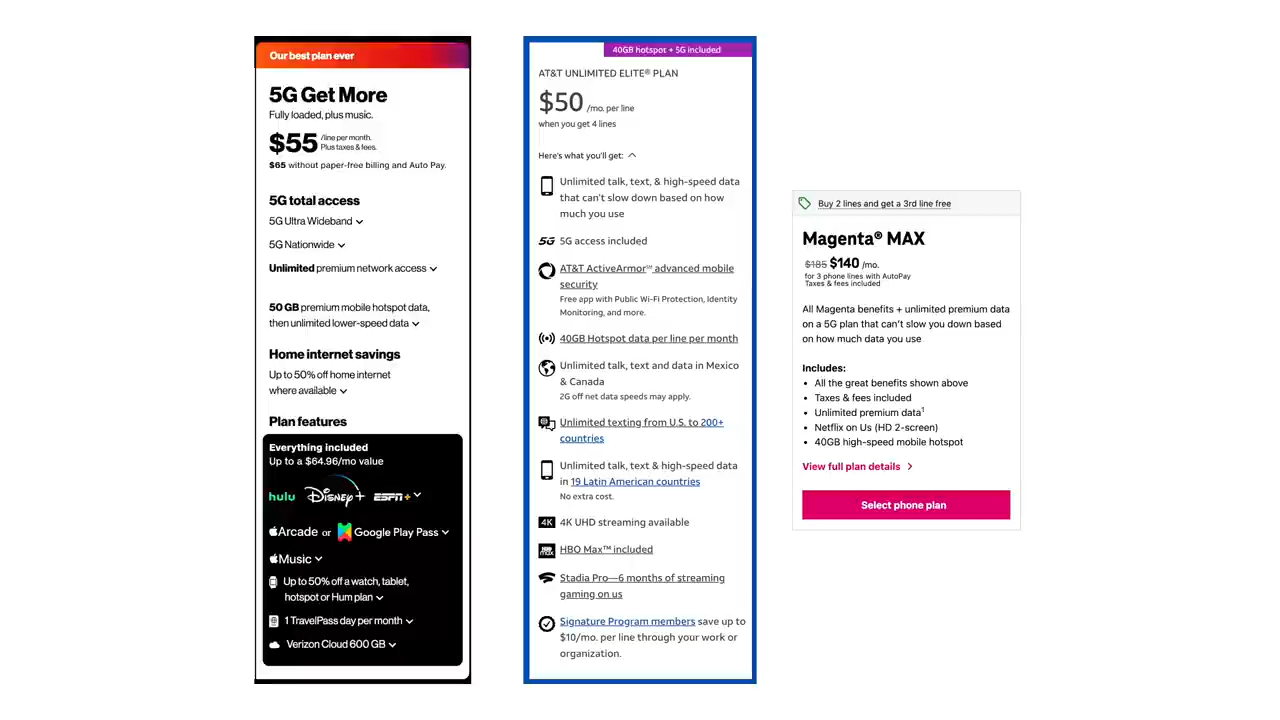 Our best plan ever
5G Get More
Fully loaded, plus music.
$55 /line per month.
Plus taxes & fees.
$65 without paper-free billing and Auto Pay.
5G total access
5G Ultra Wideband
5G Nationwide
Unlimited premium network access
50 GB premium mobile hotspot data,
then unlimited lower-speed data
Home internet savings
Up to 50% off home internet
where available
Plan features
Everything included
Up to a $64.96/mo value
hulu Disney+ ESPN+
Arcade or Google Play Pass
Music
Up to 50% off a watch, tablet,
hotspot or Hum plan
1 TravelPass day per month
Verizon Cloud 600 GB
40GB hotspot + 5G included
AT&T UNLIMITED ELITE® PLAN
$50 /mo. per line
when you get 4 lines
Here's what you'll get:
Unlimited talk, text, & high-speed data
that can't slow down based on how
much you use
5G 5G access included
AT&T ActiveArmor℠ advanced mobile
security
Free app with Public Wi-Fi Protection, Identity
Monitoring, and more.
40GB Hotspot data per line per month
Unlimited talk, text and data in Mexico
& Canada
2G off net data speeds may apply.
Unlimited texting from U.S. to 200+
countries
Unlimited talk, text & high-speed data
in 19 Latin American countries
No extra cost.
4K 4K UHD streaming available
HBO max HBO Max™ included
Stadia Pro—6 months of streaming
gaming on us
Signature Program members save up to
$10/mo. per line through your work or
organization.
Buy 2 lines and get a 3rd line free
Magenta® MAX
$185 $140 /mo.
for 3 phone lines with AutoPay
Taxes & fees included
All Magenta benefits + unlimited premium data
on a 5G plan that can't slow you down based
on how much data you use
Includes:
• All the great benefits shown above
• Taxes & fees included
• Unlimited premium data¹
• Netflix on Us (HD 2-screen)
• 40GB high-speed mobile hotspot
View full plan details
Select phone plan